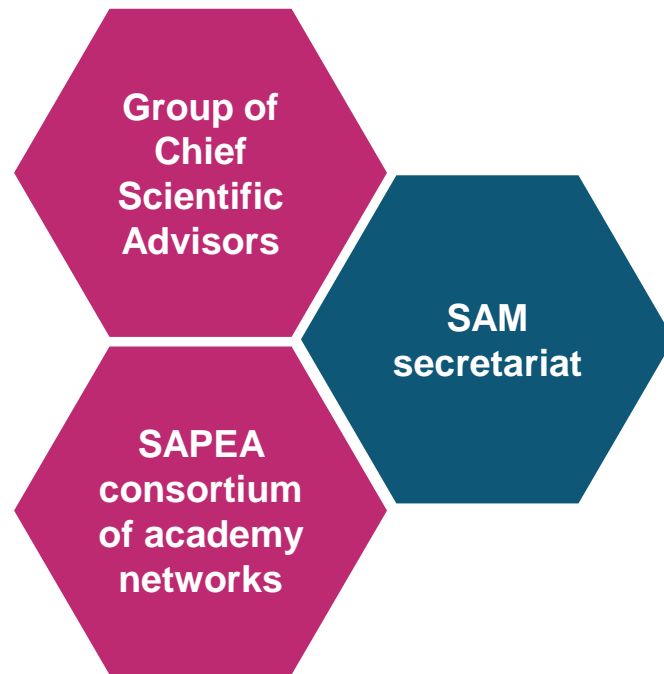 Group of
Chief
Scientific
Advisors
SAM
secretariat
SAPEA
consortium
of academy
networks